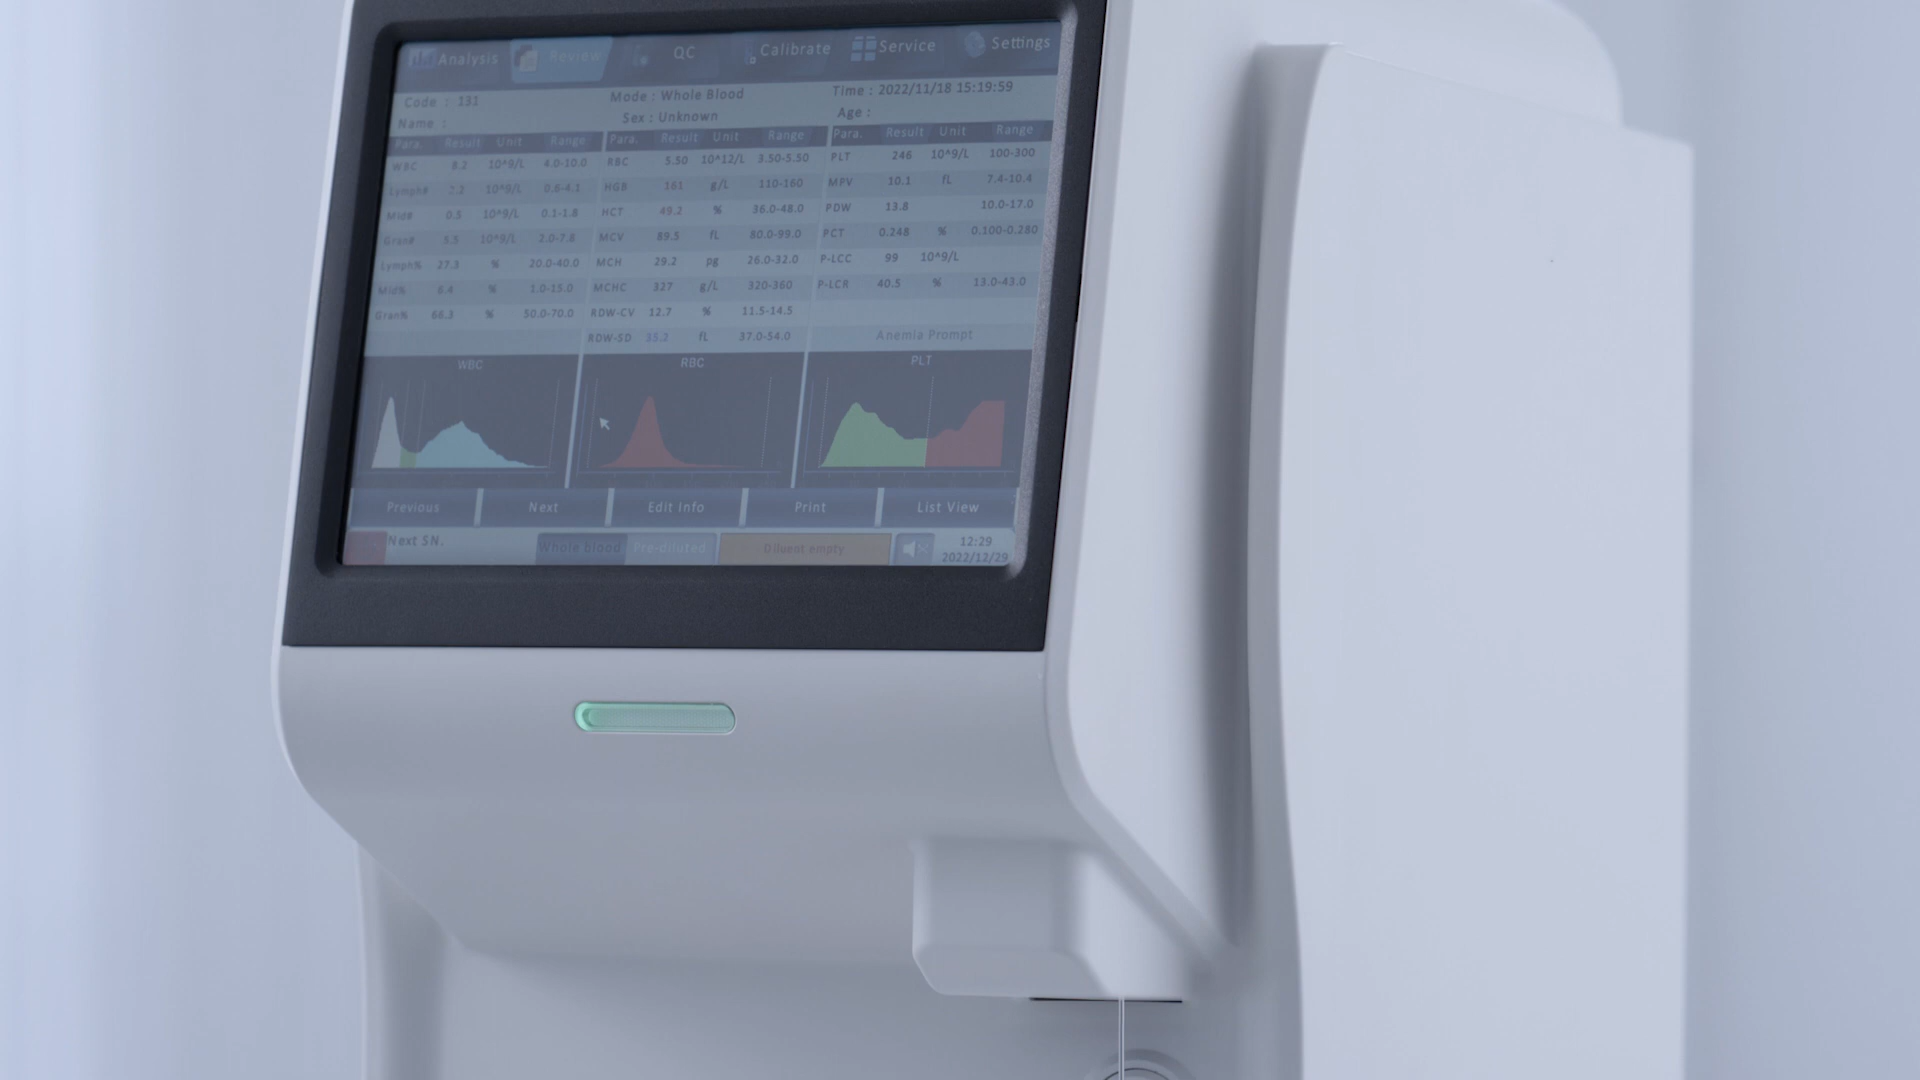 Analysis Review QC Calibrate Service Settings
Code : 131 Mode : Whole Blood Time : 2022/11/18 15:19:59
Name : Sex : Unknown Age :
Para. Result Unit Range Para. Result Unit Range Para. Result Unit Range
WBC 8.2 10^9/L 4.0-10.0 RBC 5.50 10^12/L 3.50-5.50 PLT 246 10^9/L 100-300
Lymph# 2.2 10^9/L 0.6-4.1 HGB 161 g/L 110-160 MPV 10.1 fL 7.4-10.4
Mid# 0.5 10^9/L 0.1-1.8 HCT 49.2 % 36.0-48.0 PDW 13.8 10.0-17.0
Gran# 5.5 10^9/L 2.0-7.8 MCV 89.5 fL 80.0-99.0 PCT 0.248 % 0.100-0.280
Lymph% 27.3 % 20.0-40.0 MCH 29.2 pg 26.0-32.0 P-LCC 99 10^9/L
Mid% 6.4 % 1.0-15.0 MCHC 327 g/L 320-360 P-LCR 40.5 % 13.0-43.0
Gran% 66.3 % 50.0-70.0 RDW-CV 12.7 % 11.5-14.5
RDW-SD 35.2 fL 37.0-54.0 Anemia Prompt
WBC RBC PLT
Previous Next Edit Info Print List View
Next SN. Whole blood Pre-diluted Diluent empty 12:29
2022/12/29